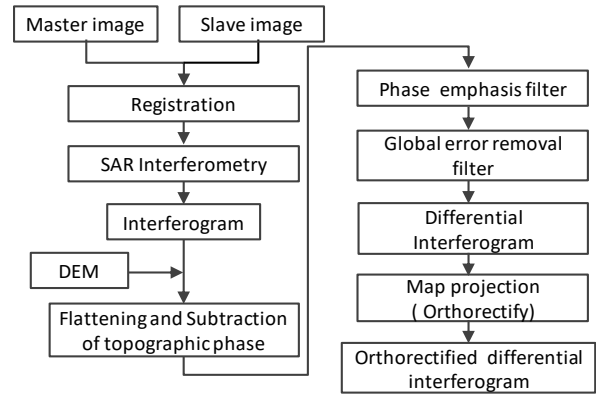 Master image
Slave image
Registration
SAR Interferometry
Interferogram
DEM
Flattening and Subtraction
of topographic phase
Phase emphasis filter
Global error removal
filter
Differential
Interferogram
Map projection
( Orthorectify)
Orthorectified differential
interferogram